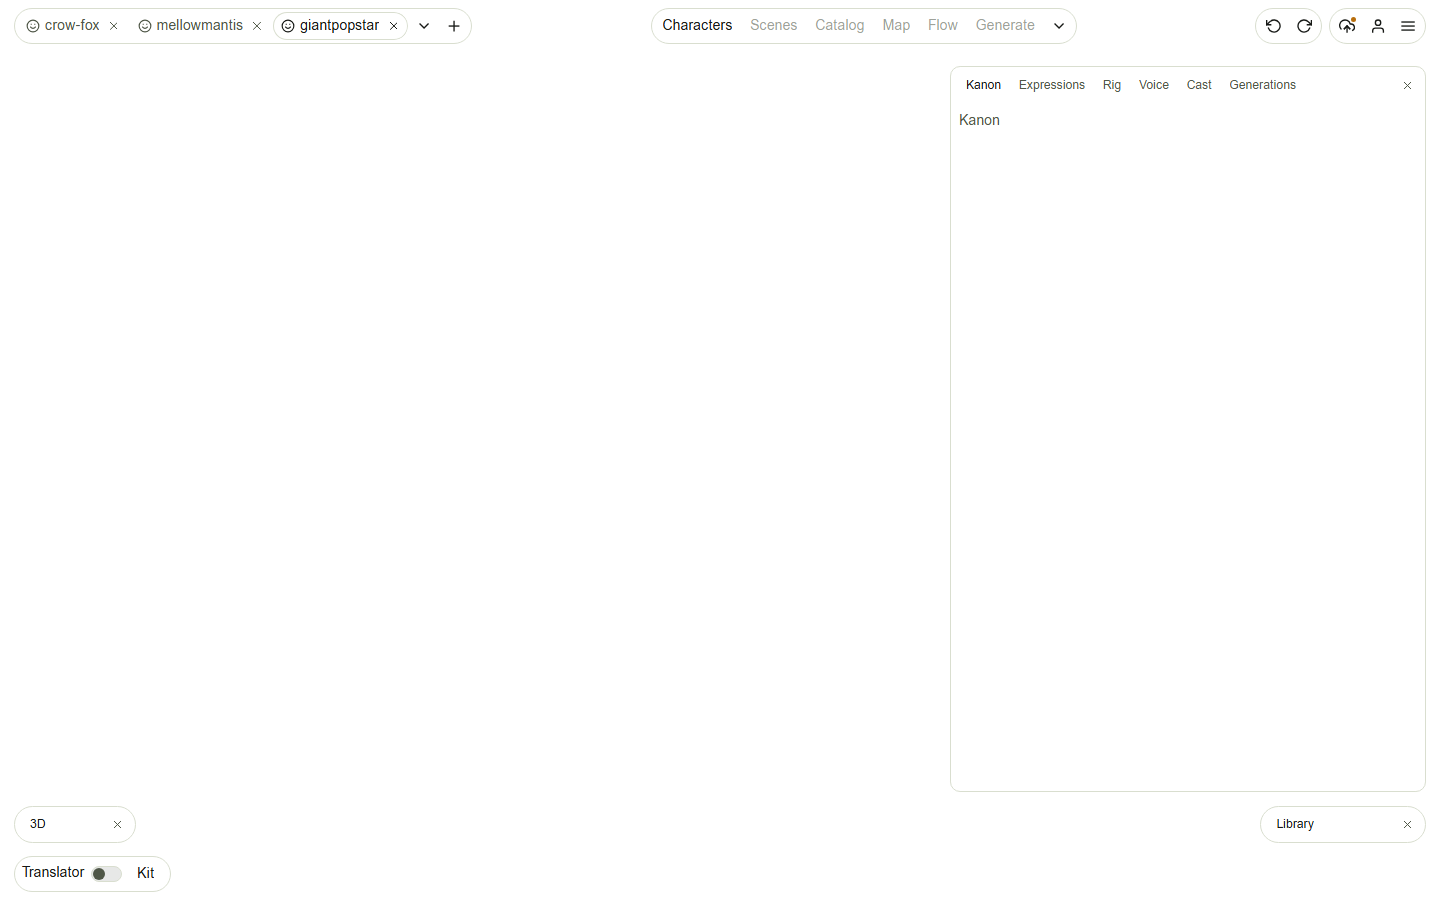 crow-fox mellowmantis giantpopstar
Characters Scenes Catalog Map Flow Generate
Kanon Expressions Rig Voice Cast Generations
Kanon
3D
Library
Translator Kit